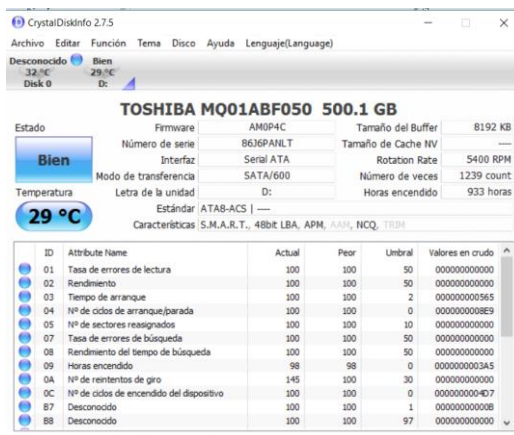 CrystalDiskInfo 2.7.5
Archivo Editar Función Tema Disco Ayuda Lenguaje(Language)
Desconocido Bien
32 °C 29 °C
Disk 0 D:
TOSHIBA MQ01ABF050 500.1 GB
Estado Firmware AM0P4C Tamaño del Buffer 8192 KB
Número de serie 86J6PANLT Tamaño de Cache NV ----
Bien Interfaz Serial ATA Rotation Rate 5400 RPM
Modo de transferencia SATA/600 Número de veces 1239 count
Temperatura Letra de la unidad D: Horas encendido 933 horas
29 °C Estándar ATA8-ACS | ----
Características S.M.A.R.T., 48bit LBA, APM, AAM, NCQ, TRIM
ID Attribute Name Actual Peor Umbral Valores en crudo
01 Tasa de errores de lectura 100 100 50 000000000000
02 Rendimiento 100 100 50 000000000000
03 Tiempo de arranque 100 100 2 000000000565
04 Nº de ciclos de arranque/parada 100 100 0 0000000008E9
05 Nº de sectores reasignados 100 100 10 000000000000
07 Tasa de errores de búsqueda 100 100 50 000000000000
08 Rendimiento del tiempo de búsqueda 100 100 50 000000000000
09 Horas encendido 98 98 0 0000000003A5
0A Nº de reintentos de giro 145 100 30 000000000000
0C Nº de ciclos de encendido del dispositivo 100 100 0 0000000004D7
B7 Desconocido 100 100 1 00000000000B
B8 Desconocido 100 100 97 000000000000